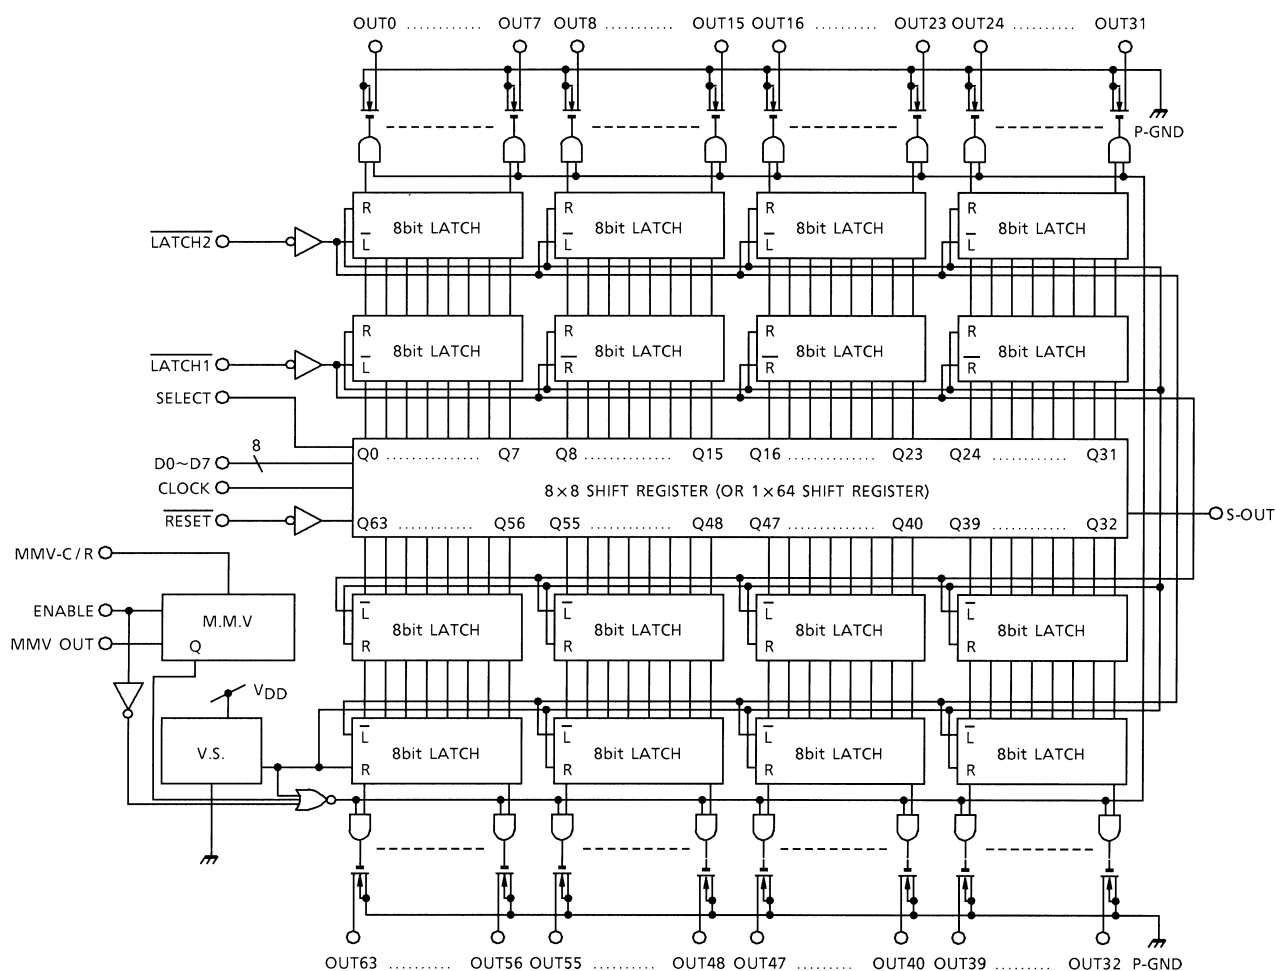 OUT0 ........... OUT7 OUT8 ........... OUT15 OUT16 ........... OUT23 OUT24 ........... OUT31
P-GND
R R R R
8bit LATCH 8bit LATCH 8bit LATCH 8bit LATCH
LATCH2 L̅ L̅ L̅ L̅
R R R R
8bit LATCH 8bit LATCH 8bit LATCH 8bit LATCH
LATCH1 L̅ R̅ R̅ R̅
SELECT
8
Q0 .............. Q7 Q8 .............. Q15 Q16 .............. Q23 Q24 ............ Q31
D0~D7
CLOCK
8×8 SHIFT REGISTER (OR 1×64 SHIFT REGISTER)
S-OUT
RESET
Q63 ............ Q56 Q55 .............. Q48 Q47 .............. Q40 Q39 ............ Q32
MMV-C/R
ENABLE
M.M.V
L̅ L̅ L̅ L̅
8bit LATCH 8bit LATCH 8bit LATCH 8bit LATCH
MMV OUT Q
R R R R
VDD
L̅ L̅ L̅ L̅
V.S.
8bit LATCH 8bit LATCH 8bit LATCH 8bit LATCH
R R R R
OUT63 .......... OUT56 OUT55 .......... OUT48 OUT47 .......... OUT40 OUT39 ............ OUT32 P-GND